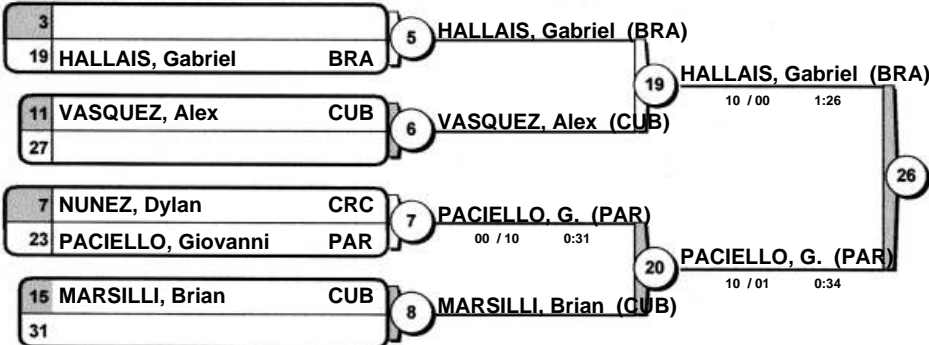 3
19 HALLAIS, Gabriel BRA
5 HALLAIS, Gabriel (BRA)
11 VASQUEZ, Alex CUB
27
6 VASQUEZ, Alex (CUB)
19 HALLAIS, Gabriel (BRA)
10 / 00 1:26
7 NUNEZ, Dylan CRC
23 PACIELLO, Giovanni PAR
7 PACIELLO, G. (PAR)
00 / 10 0:31
15 MARSILLI, Brian CUB
31
8 MARSILLI, Brian (CUB)
20 PACIELLO, G. (PAR)
10 / 01 0:34
26